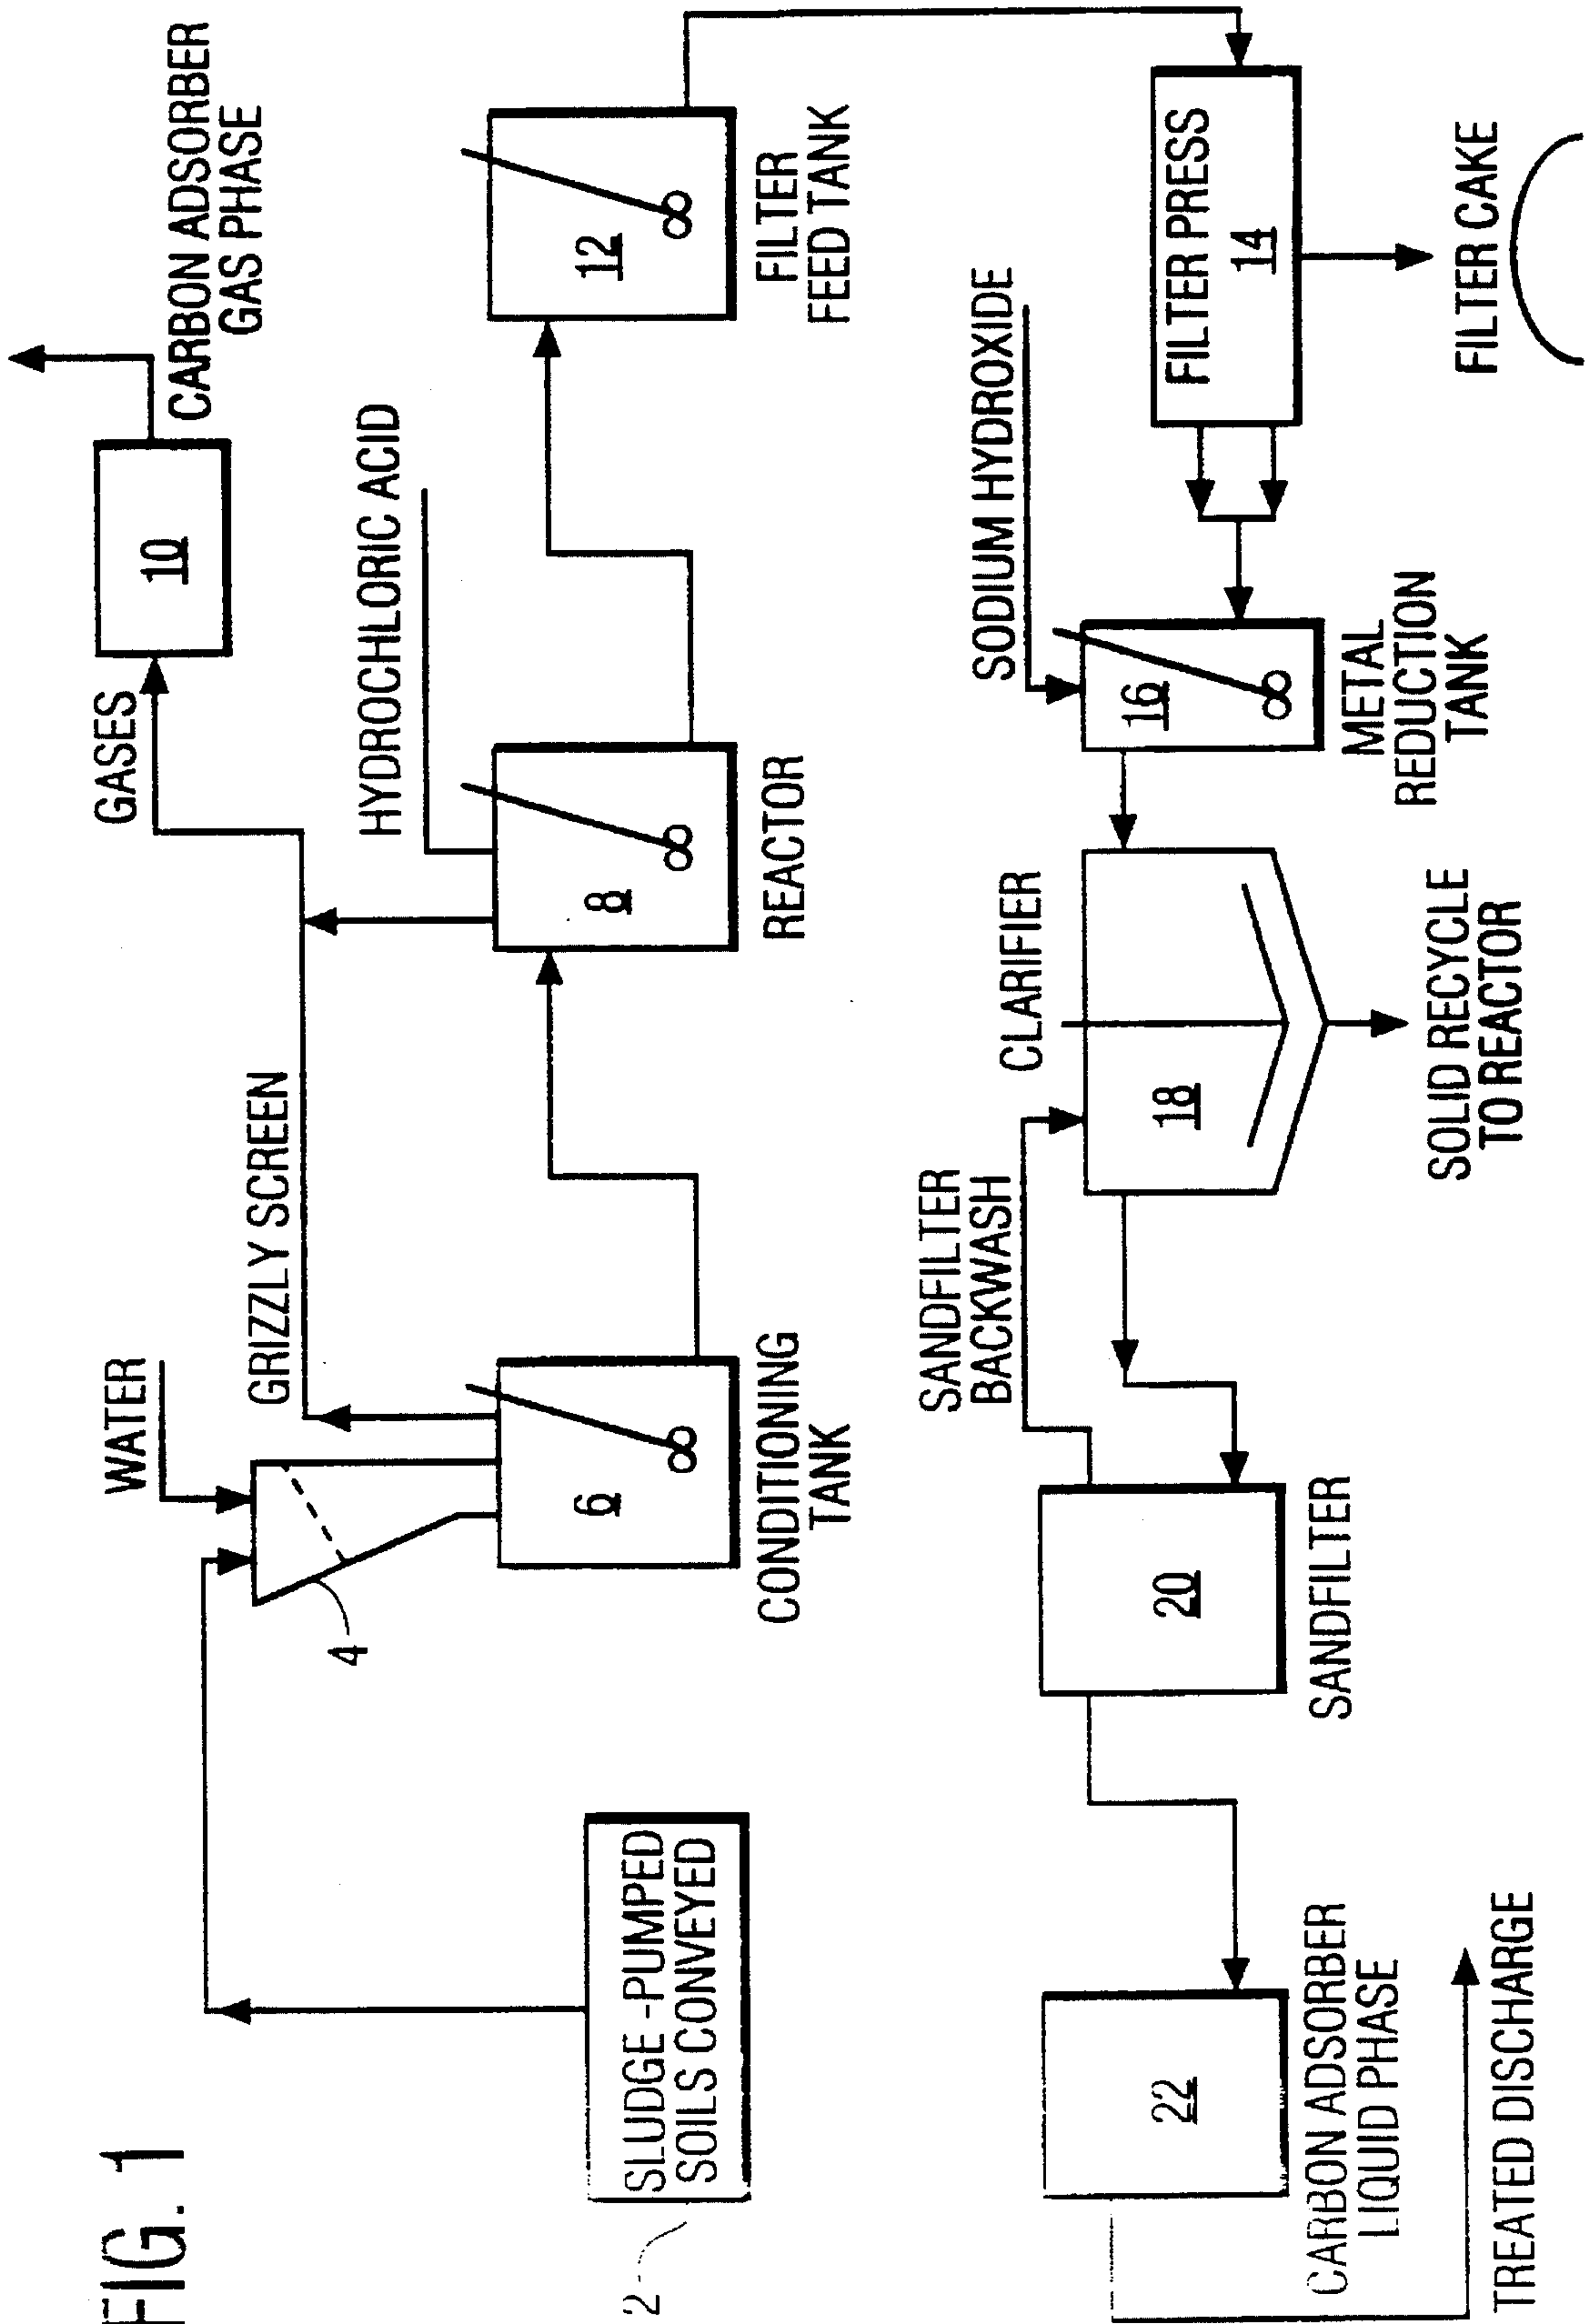 FIG. 1
2
SLUDGE -PUMPED
SOILS CONVEYED
WATER
4
GRIZZLY SCREEN
6
CONDITIONING
TANK
GASES
10
CARBON ADSORBER
GAS PHASE
HYDROCHLORIC ACID
8
REACTOR
12
FILTER
FEED TANK
22
CARBON ADSORBER
LIQUID PHASE
TREATED DISCHARGE
20
SANDFILTER
SANDFILTER
BACKWASH
CLARIFIER
18
SOLID RECYCLE
TO REACTOR
SODIUM HYDROXIDE
16
METAL
REDUCTION
TANK
FILTER PRESS
14
FILTER CAKE